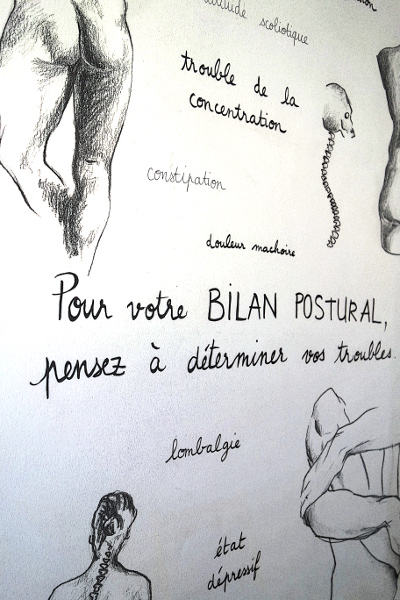 scoliotique
trouble de la
concentration
constipation
douleur machoire
Pour votre BILAN POSTURAL,
pensez à déterminer vos troubles.
lombalgie
état
dépressif